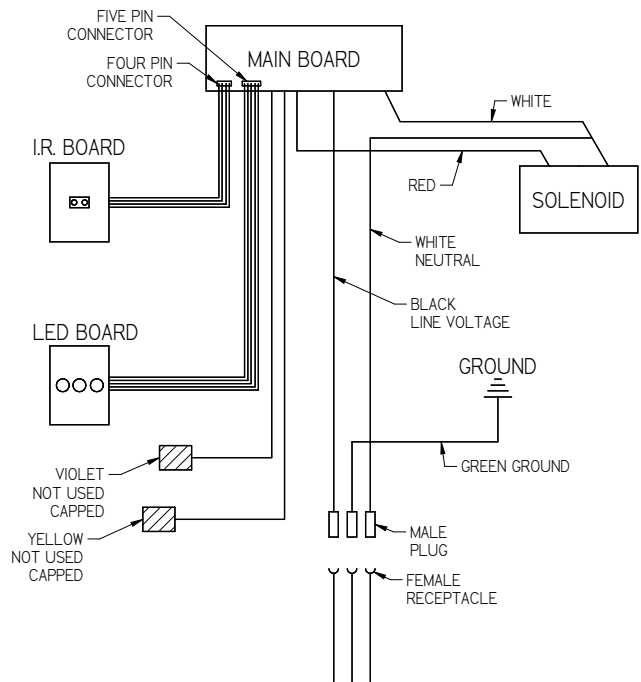 FIVE PIN
CONNECTOR
MAIN BOARD
FOUR PIN
CONNECTOR
WHITE
I.R. BOARD
RED
SOLENOID
WHITE
NEUTRAL
BLACK
LINE VOLTAGE
LED BOARD
GROUND
VIOLET
NOT USED
CAPPED
GREEN GROUND
YELLOW
NOT USED
CAPPED
MALE
PLUG
FEMALE
RECEPTACLE